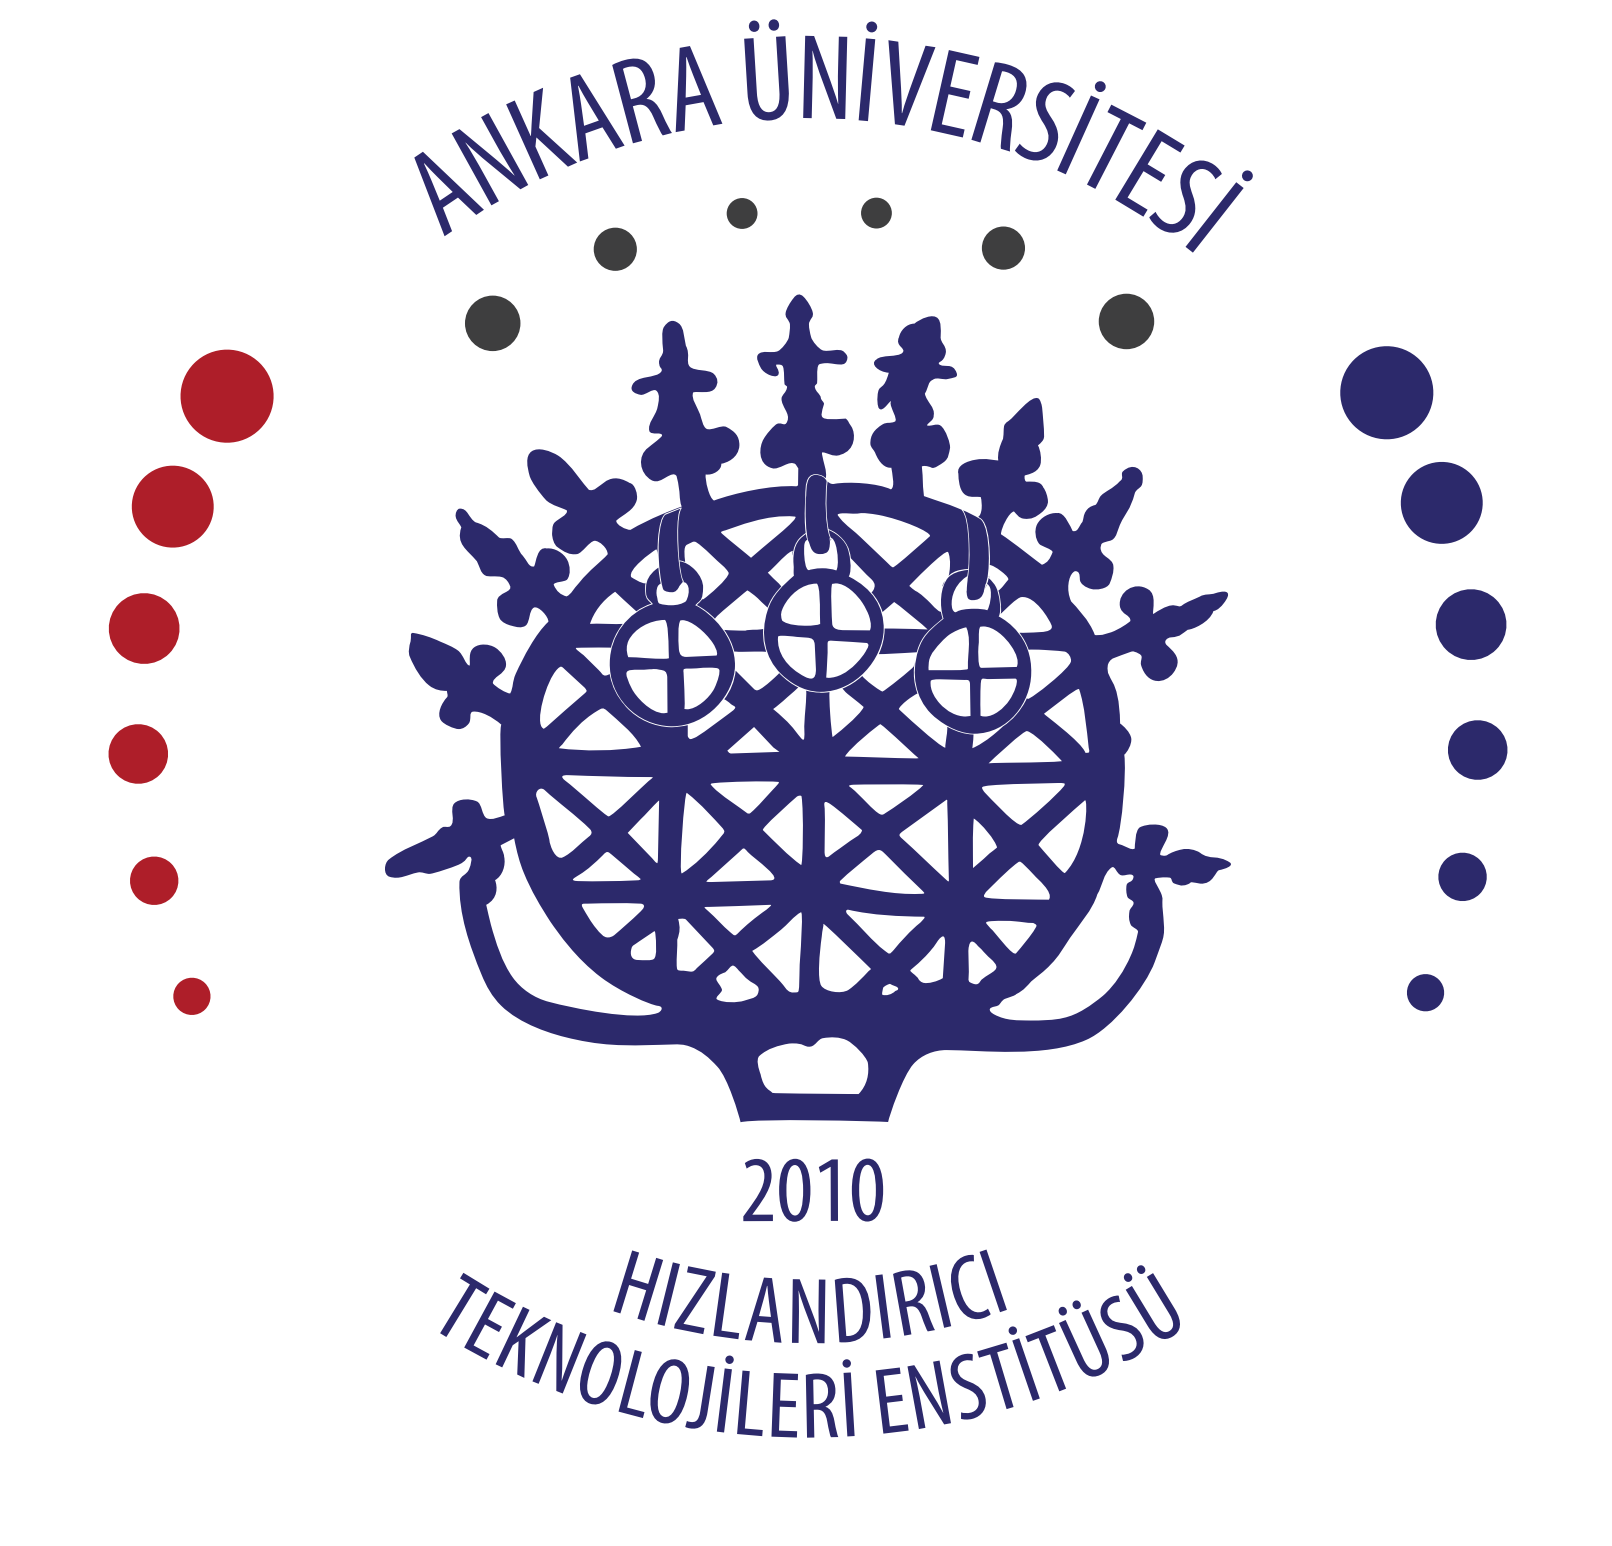 ANKARA ÜNİVERSİTESİ
2010
HIZLANDIRICI
TEKNOLOJİLERİ ENSTİTÜSÜ